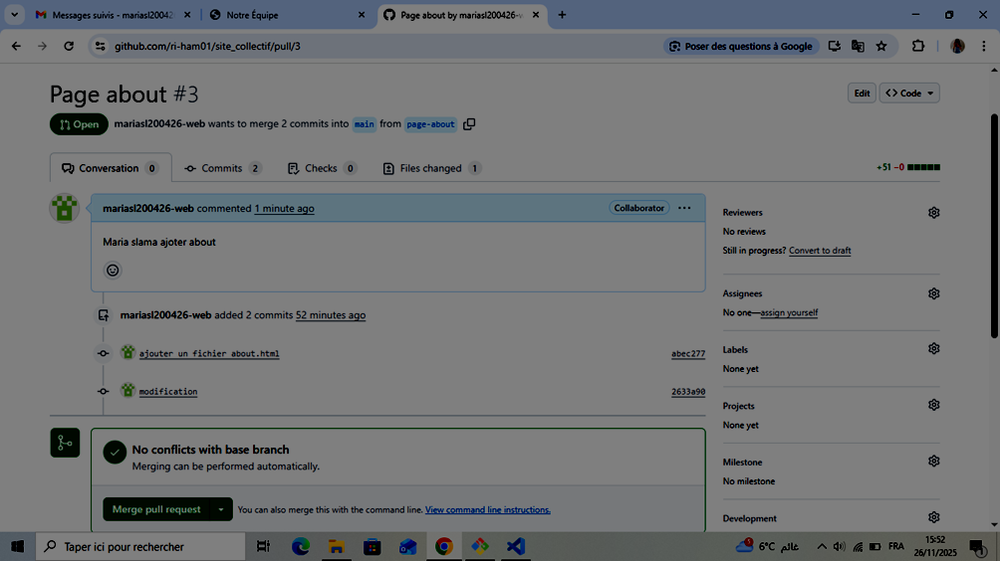 Messages suivis - mariasl20042
Notre Équipe
Page about by mariasl200426-w
github.com/ri-ham01/site_collectif/pull/3
Poser des questions à Google
Page about #3
Edit
Code
Open
mariasl200426-web wants to merge 2 commits into main from page-about
Conversation 0
Commits 2
Checks 0
Files changed 1
+51 −0
mariasl200426-web commented 1 minute ago
Collaborator
Maria slama ajoter about
mariasl200426-web added 2 commits 52 minutes ago
ajouter un fichier about.html
abec277
modification
2633a90
No conflicts with base branch
Merging can be performed automatically.
Merge pull request
You can also merge this with the command line. View command line instructions.
Reviewers
No reviews
Still in progress? Convert to draft
Assignees
No one—assign yourself
Labels
None yet
Projects
None yet
Milestone
No milestone
Development
Taper ici pour rechercher
6°C غائم
FRA
15:52
26/11/2025